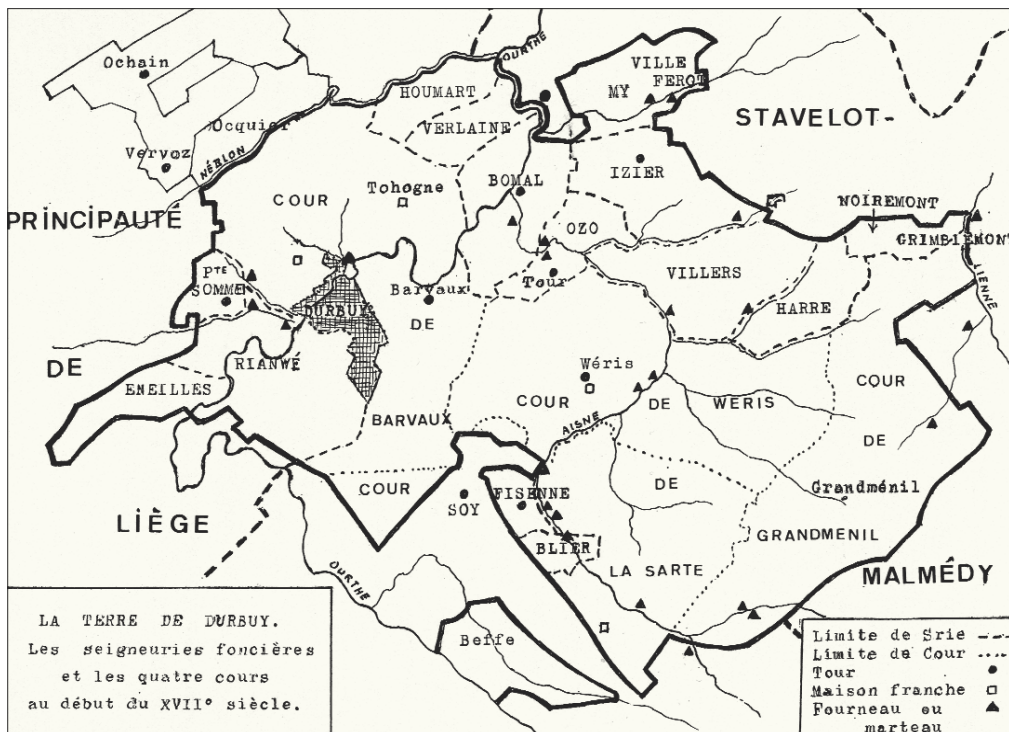 Ochain
OURTHE
VILLE
MY FEROT
HOUMART
Ocquier
VERLAINE
STAVELOT-
Vervoz
NÉBLON
IZIER
BOMAL
Tohogne
COUR
PRINCIPAUTÉ
NOIREMONT
OZO
GRIMBIEMONT
LIENNE
VILLERS
Pte
SOMME
Tour
Barvaux
DURBUY
HARRE
DE
DE
RIANWÉ
Wéris
ENEILLES
COUR
COUR
DE
WERIS
BARVAUX
AISNE
DE
COUR
DE
FISENNE
Grandménil
SOY
LIÈGE
GRANDMENIL
BLIER
OURTHE
LA SARTE
MALMÉDY
Beffe
LA TERRE DE DURBUY.
Les seigneuries foncières
et les quatre cours
au début du XVII° siècle.
Limite de Srie
Limite de Cour
Tour
Maison franche
Fourneau ou
marteau